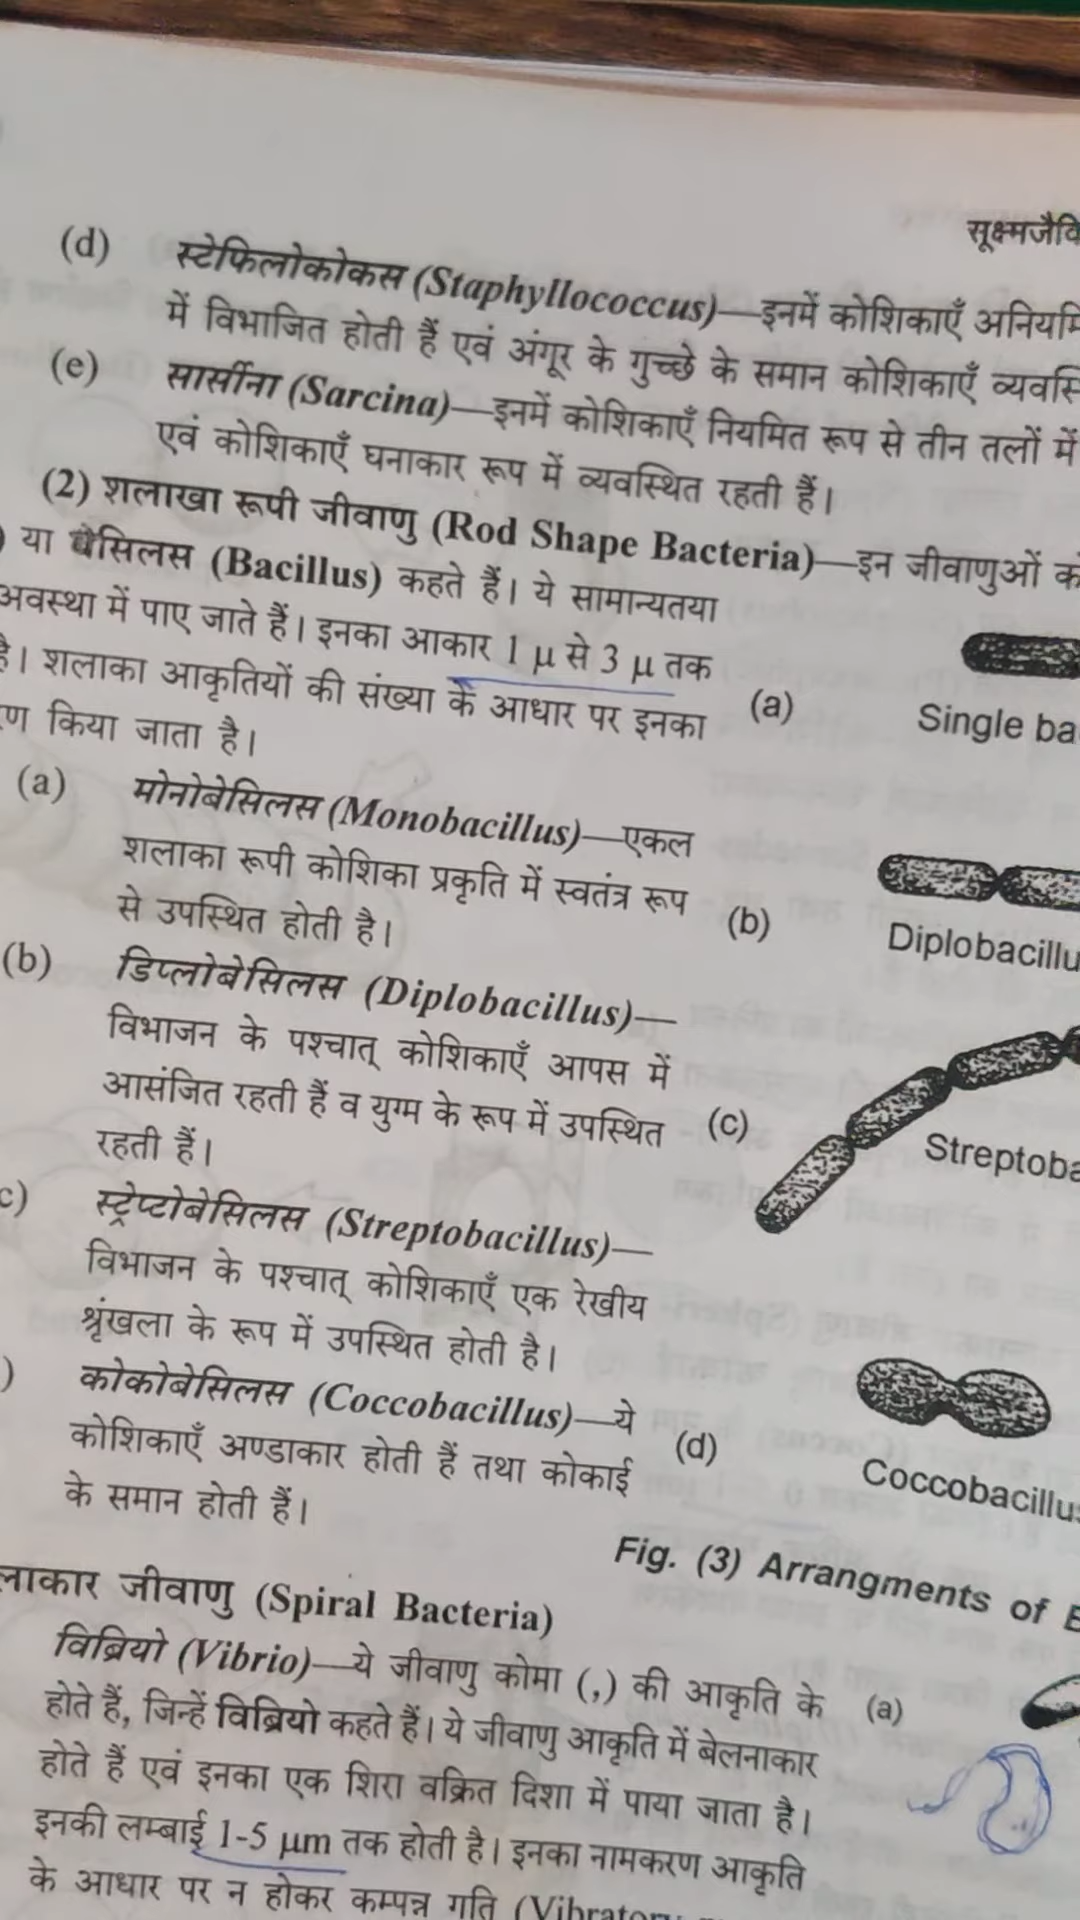 सूक्ष्मजैवि
(d) स्टेफिलोकोकस (Staphyllococcus)—इनमें कोशिकाएँ अनियमि
में विभाजित होती हैं एवं अंगूर के गुच्छे के समान कोशिकाएँ व्यवस्थि
(e) सार्सीना (Sarcina)—इनमें कोशिकाएँ नियमित रूप से तीन तलों में
एवं कोशिकाएँ घनाकार रूप में व्यवस्थित रहती हैं।
(2) शलाखा रूपी जीवाणु (Rod Shape Bacteria)—इन जीवाणुओं को
) या बेसिलस (Bacillus) कहते हैं। ये सामान्यतया
अवस्था में पाए जाते हैं। इनका आकार 1 μ से 3 μ तक
है। शलाका आकृतियों की संख्या के आधार पर इनका
रण किया जाता है।
(a) Single ba
(a) मोनोबेसिलस (Monobacillus)—एकल
शलाका रूपी कोशिका प्रकृति में स्वतंत्र रूप
से उपस्थित होती है।
(b) Diplobacillu
(b) डिप्लोबेसिलस (Diplobacillus)—
विभाजन के पश्चात् कोशिकाएँ आपस में
आसंजित रहती हैं व युग्म के रूप में उपस्थित
रहती हैं।
(c) Streptoba
c) स्ट्रेप्टोबेसिलस (Streptobacillus)—
विभाजन के पश्चात् कोशिकाएँ एक रेखीय
श्रृंखला के रूप में उपस्थित होती है।
) कोकोबेसिलस (Coccobacillus)—ये
कोशिकाएँ अण्डाकार होती हैं तथा कोकाई
के समान होती हैं।
(d) Coccobacillus
Fig. (3) Arrangments of B
लाकार जीवाणु (Spiral Bacteria)
विब्रियो (Vibrio)—ये जीवाणु कोमा (,) की आकृति के
होते हैं, जिन्हें विब्रियो कहते हैं। ये जीवाणु आकृति में बेलनाकार
होते हैं एवं इनका एक शिरा वक्रित दिशा में पाया जाता है।
इनकी लम्बाई 1-5 μm तक होती है। इनका नामकरण आकृति
के आधार पर न होकर कम्पन्न गति (Vibratory
(a)